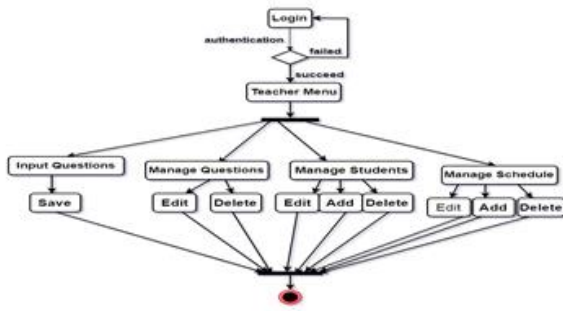 Login
authentication
failed
succeed
Teacher Menu
Input Questions
Manage Questions
Manage Students
Manage Schedule
Save
Edit
Delete
Edit
Add
Delete
Edit
Add
Delete